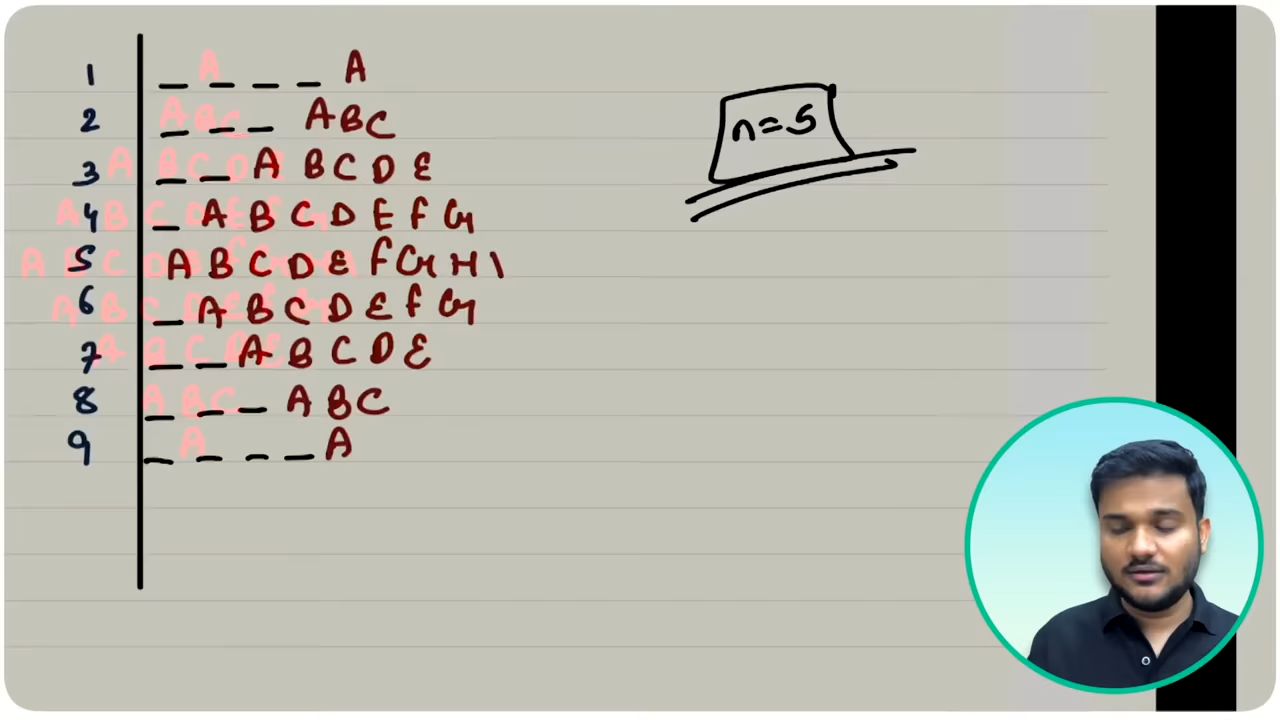 1 _ _ _ _ A
2 _ _ _ A B C
3 _ _ A B C D E
4 _ A B C D E F G
5 A B C D E F G H I
6 _ A B C D E F G
7 _ _ A B C D E
8 _ _ _ A B C
9 _ _ _ _ A
n=5